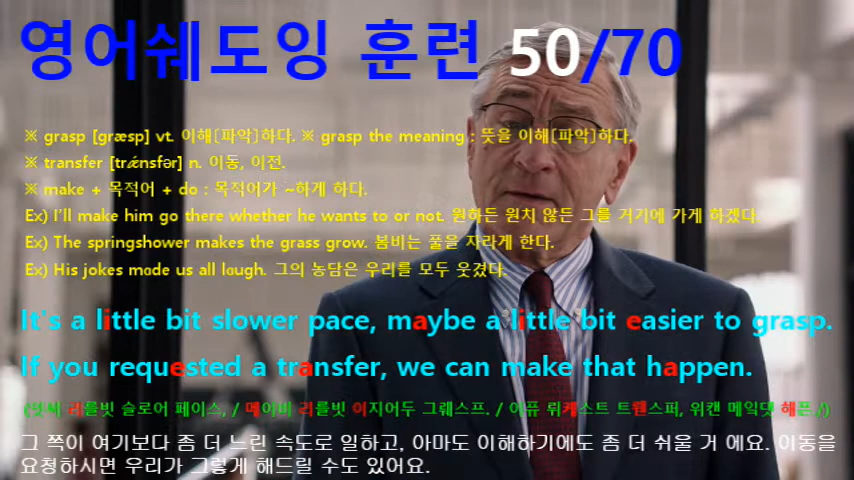 영어쉐도잉 훈련 50/70
※ grasp [græsp] vt. 이해[파악]하다. ※ grasp the meaning : 뜻을 이해[파악]하다.
※ transfer [trǽnsfər] n. 이동, 이전.
※ make + 목적어 + do : 목적어가 ~하게 하다.
Ex) I'll make him go there whether he wants to or not. 원하든 원치 않든 그를 거기에 가게 하겠다.
Ex) The springshower makes the grass grow. 봄비는 풀을 자라게 한다.
Ex) His jokes made us all laugh. 그의 농담은 우리를 모두 웃겼다.
It's a little bit slower pace, maybe a little bit easier to grasp.
If you requested a transfer, we can make that happen.
(잇써 리를빗 슬로어 페이스, / 메이비 리를빗 이지어두 그뤠스프. / 이퓨 뤼퀘스트 트뤤스퍼, 위캔 메잌댓 해픈./)
그 쪽이 여기보다 좀 더 느린 속도로 일하고, 아마도 이해하기에도 좀 더 쉬울 거 예요. 이동을
요청하시면 우리가 그렇게 해드릴 수도 있어요.